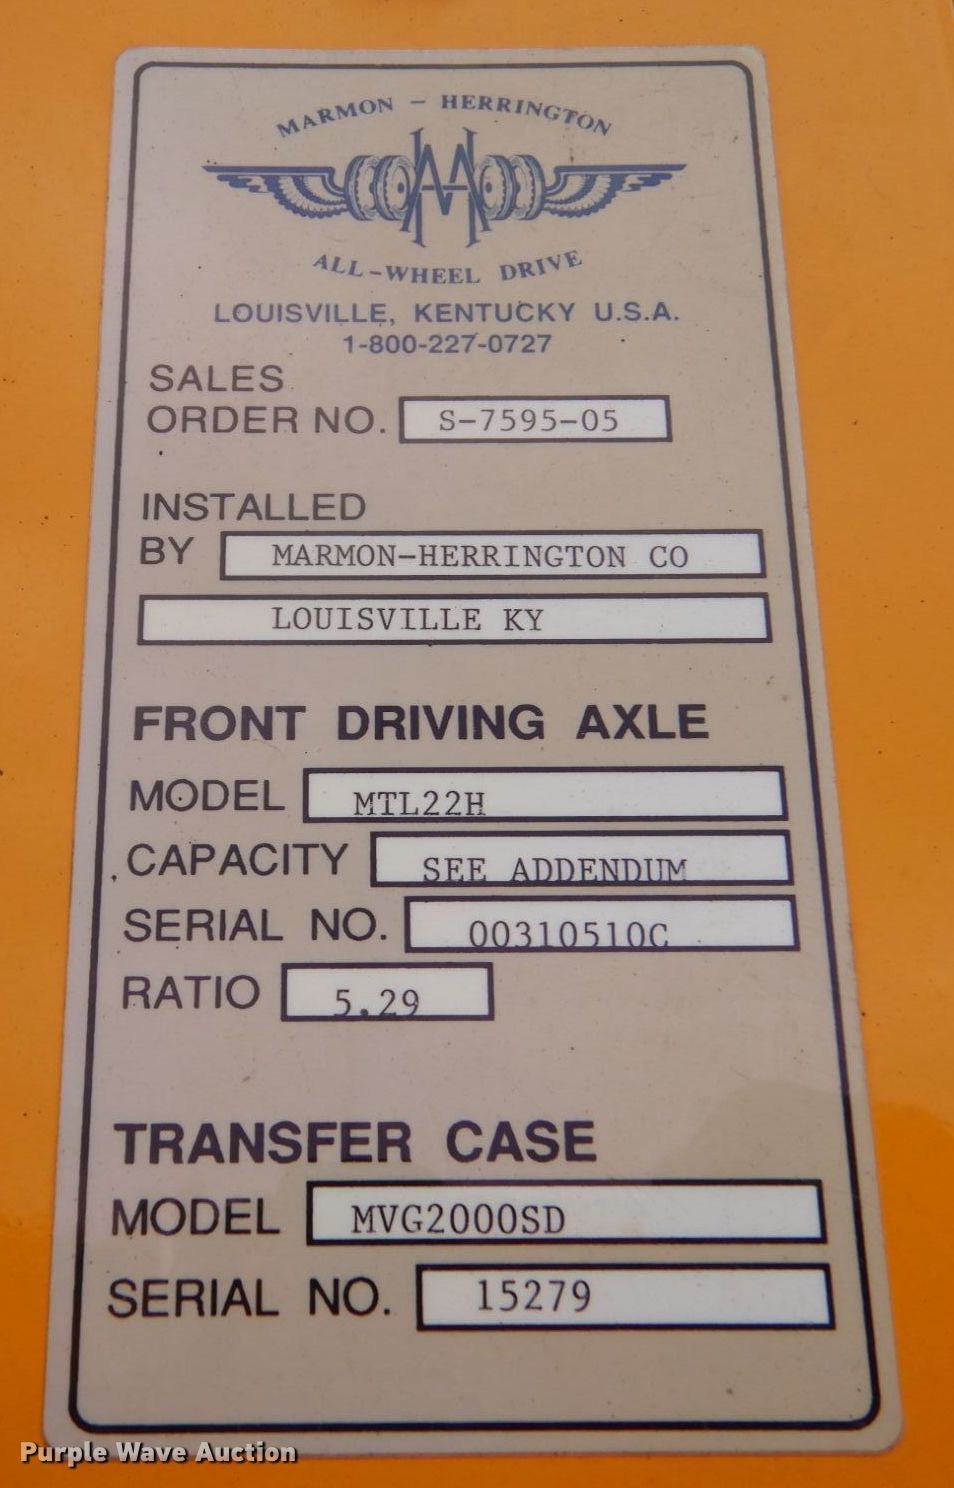 MARMON - HERRINGTON
ALL-WHEEL DRIVE
LOUISVILLE, KENTUCKY U.S.A.
1-800-227-0727
SALES
ORDER NO. S-7595-05
INSTALLED
BY MARMON-HERRINGTON CO
LOUISVILLE KY
FRONT DRIVING AXLE
MODEL MTL22H
CAPACITY SEE ADDENDUM
SERIAL NO. 00310510C
RATIO 5.29
TRANSFER CASE
MODEL MVG2000SD
SERIAL NO. 15279
Purple Wave Auction